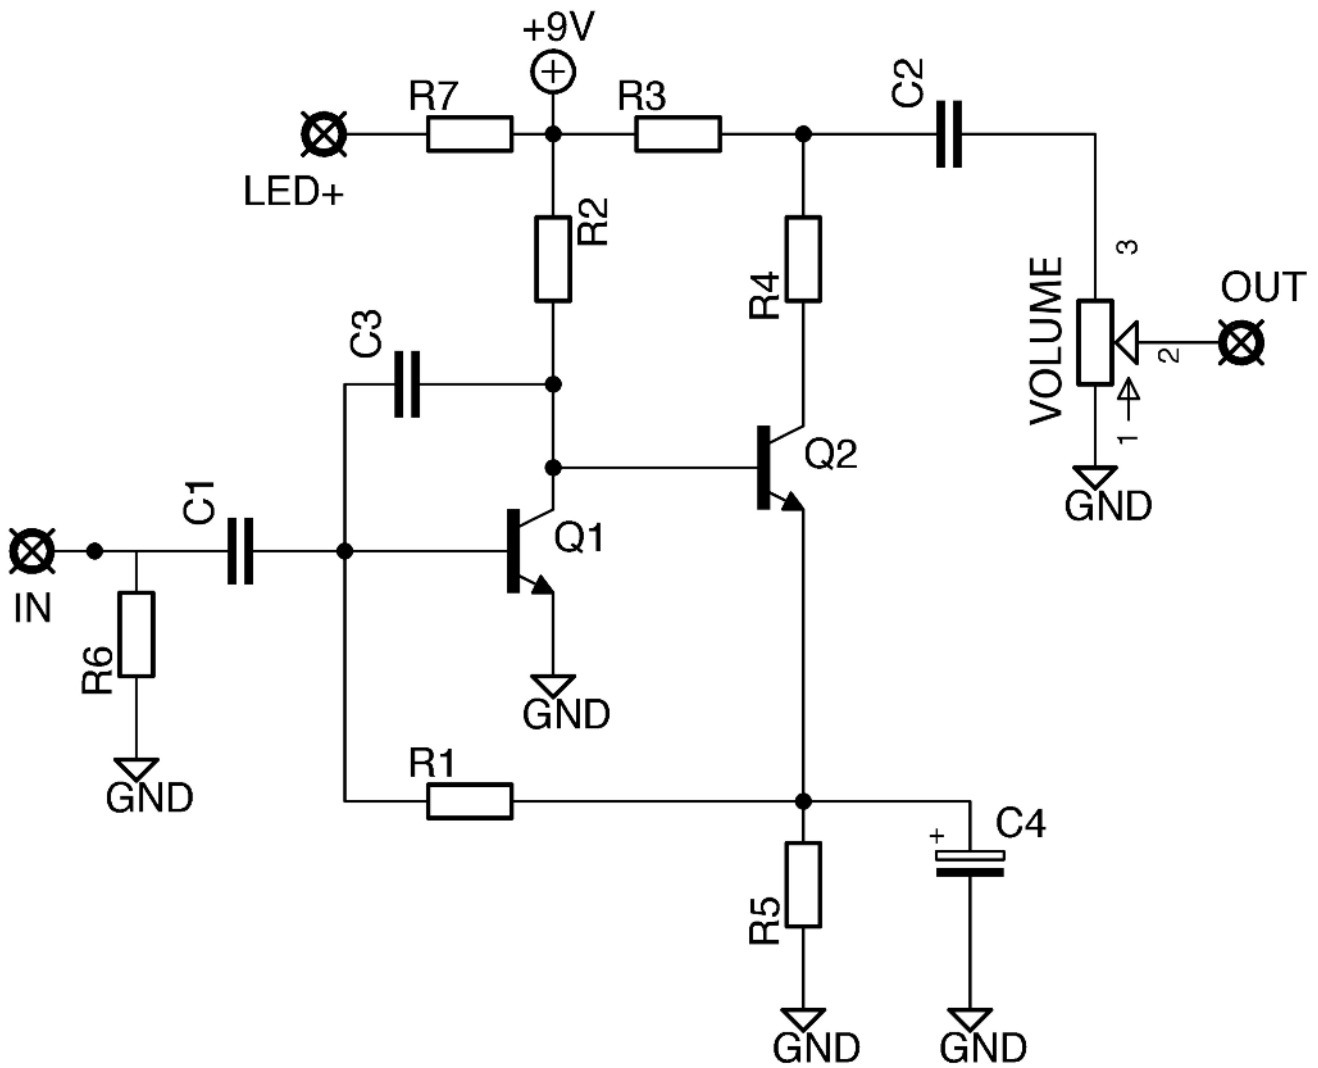 +9V
R7
R3
C2
LED+
R2
R4
3
VOLUME
OUT
2
1
C3
Q2
GND
C1
Q1
IN
R6
GND
GND
R1
+
C4
R5
GND
GND